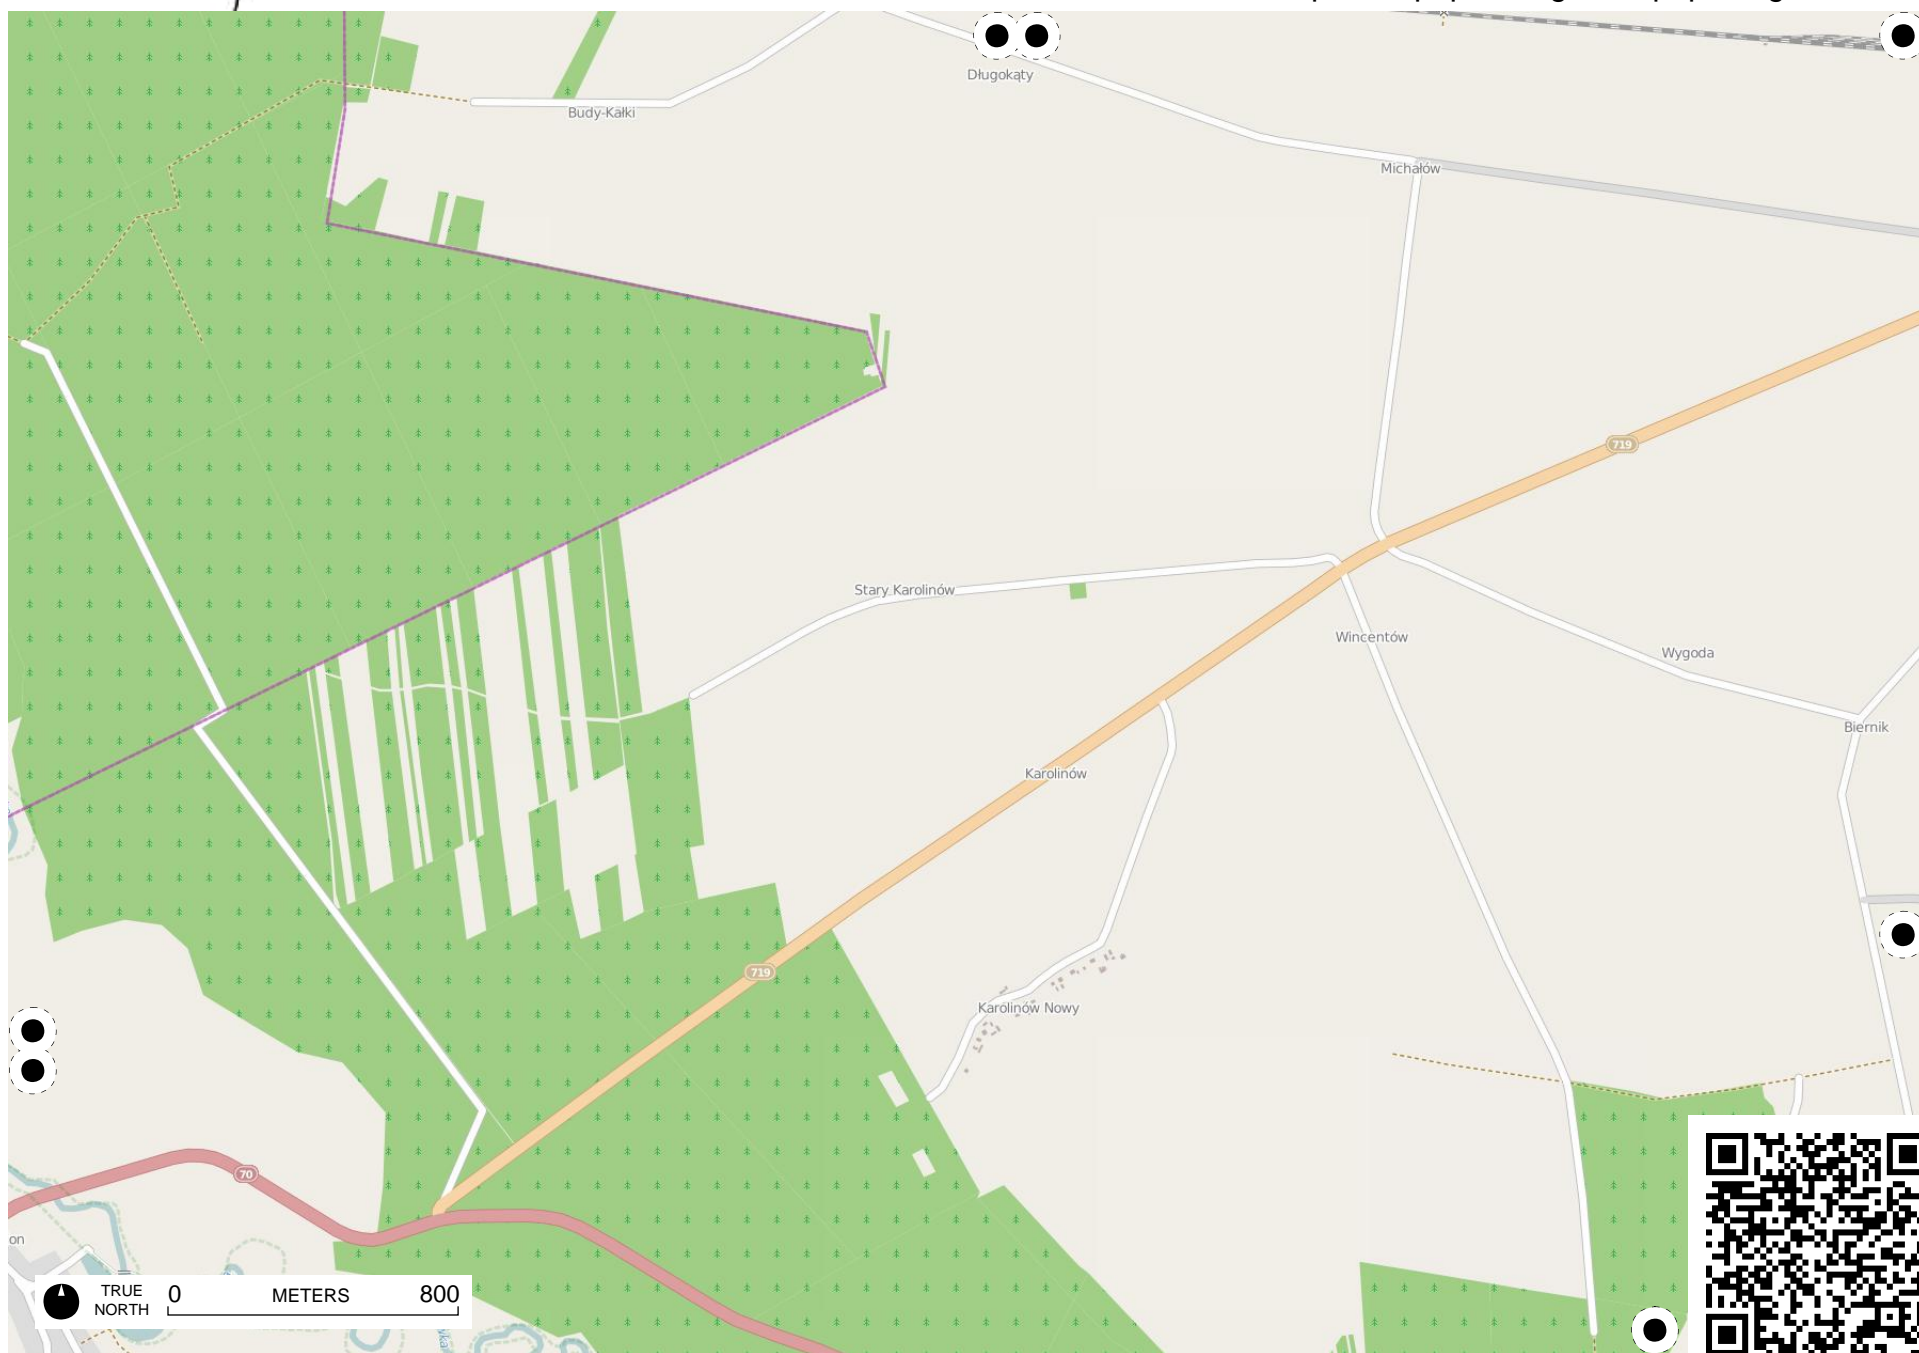 Długokąty
Budy-Kałki
Michałów
719
Stary Karolinów
Wincentów
Wygoda
Biernik
Karolinów
719
Karolinów Nowy
70
on
TRUE NORTH
0 METERS 800